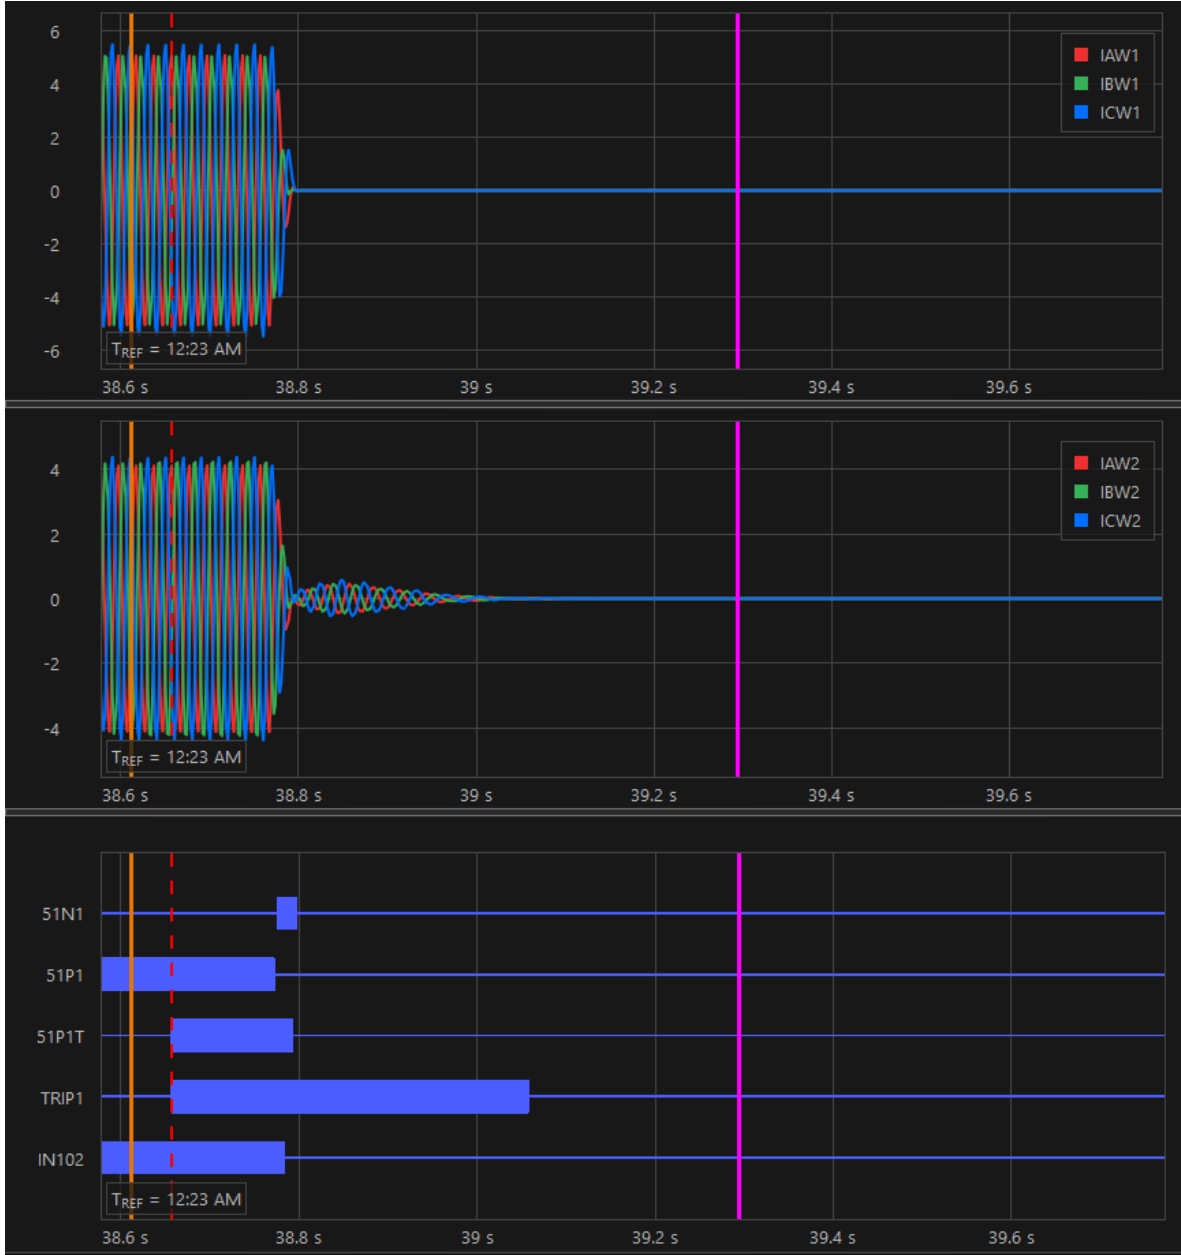 6
4
2
0
-2
-4
-6
IAW1
IBW1
ICW1
TREF = 12:23 AM
38.6 s 38.8 s 39 s 39.2 s 39.4 s 39.6 s
4
2
0
-2
-4
IAW2
IBW2
ICW2
TREF = 12:23 AM
38.6 s 38.8 s 39 s 39.2 s 39.4 s 39.6 s
51N1
51P1
51P1T
TRIP1
IN102
TREF = 12:23 AM
38.6 s 38.8 s 39 s 39.2 s 39.4 s 39.6 s